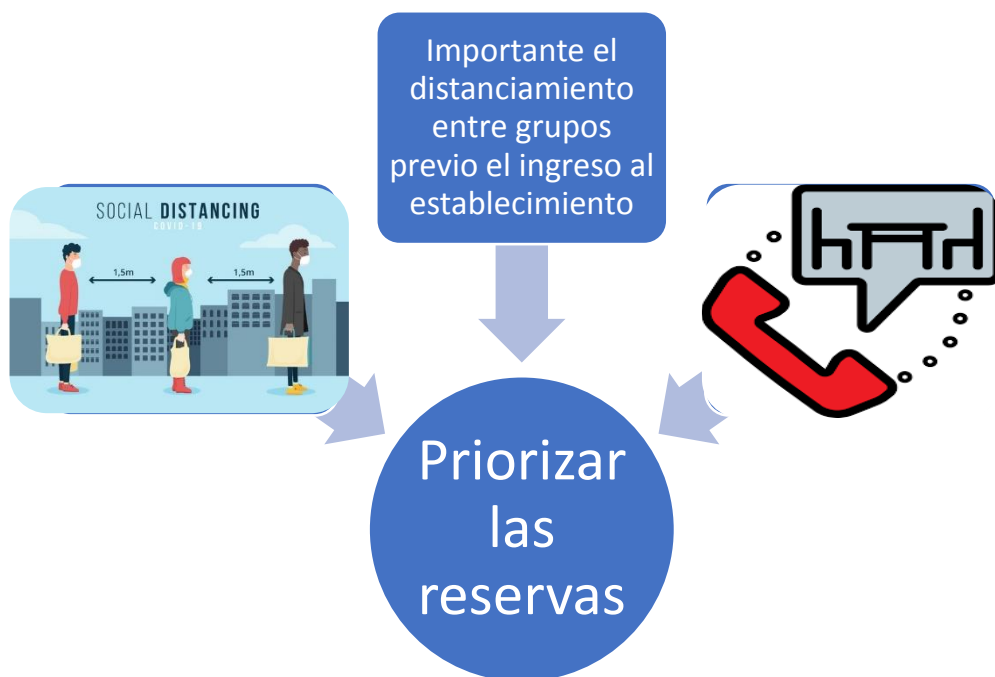 Importante el
distanciamiento
entre grupos
previo el ingreso al
establecimiento
SOCIAL DISTANCING
COVID-19
1,5m
1,5m
Priorizar
las
reservas